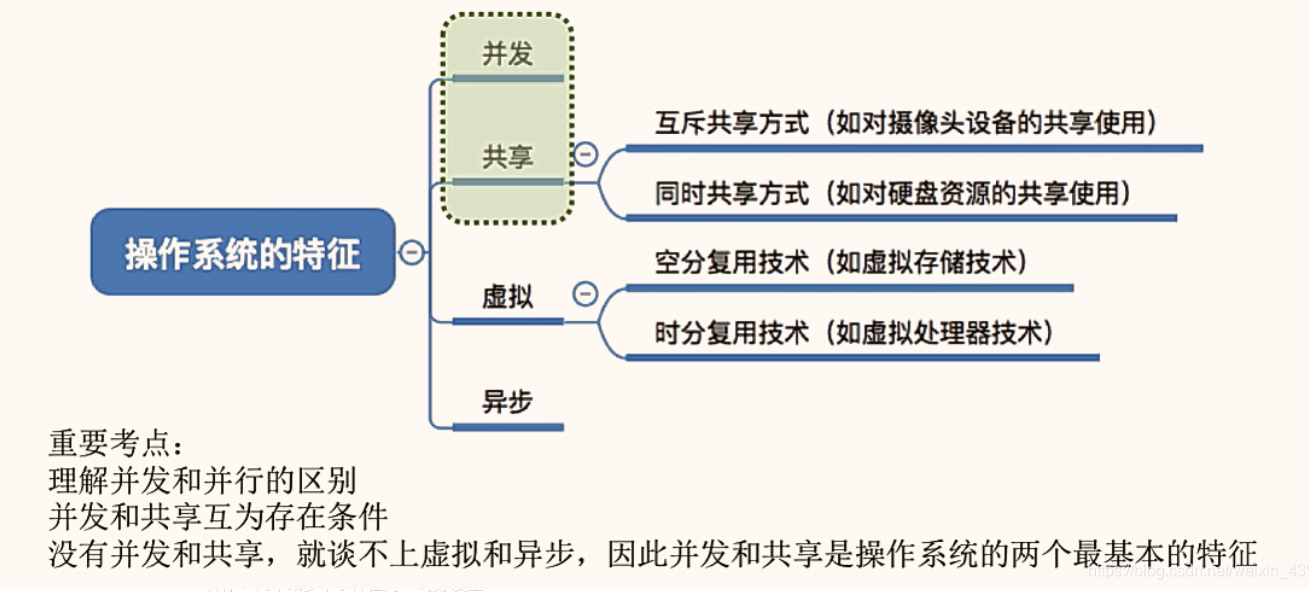 并发
共享
互斥共享方式（如对摄像头设备的共享使用）
同时共享方式（如对硬盘资源的共享使用）
操作系统的特征
虚拟
空分复用技术（如虚拟存储技术）
时分复用技术（如虚拟处理器技术）
异步
重要考点：
理解并发和并行的区别
并发和共享互为存在条件
没有并发和共享，就谈不上虚拟和异步，因此并发和共享是操作系统的两个最基本的特征
https://blog.csdn.net/weixin_43